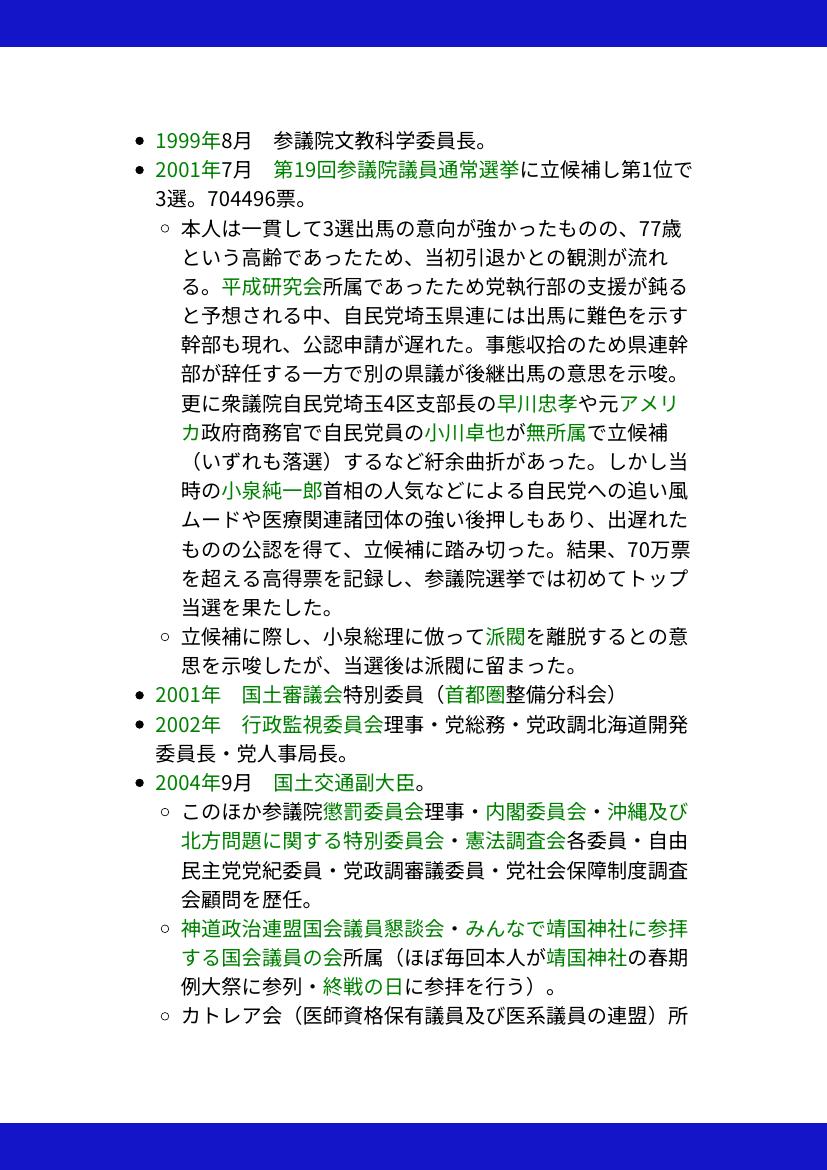 • 1999年8月　参議院文教科学委員長。
• 2001年7月　第19回参議院議員通常選挙に立候補し第1位で
3選。704496票。
◦ 本人は一貫して3選出馬の意向が強かったものの、77歳
という高齢であったため、当初引退かとの観測が流れ
る。平成研究会所属であったため党執行部の支援が鈍る
と予想される中、自民党埼玉県連には出馬に難色を示す
幹部も現れ、公認申請が遅れた。事態収拾のため県連幹
部が辞任する一方で別の県議が後継出馬の意思を示唆。
更に衆議院自民党埼玉4区支部長の早川忠孝や元アメリ
カ政府商務官で自民党員の小川卓也が無所属で立候補
（いずれも落選）するなど紆余曲折があった。しかし当
時の小泉純一郎首相の人気などによる自民党への追い風
ムードや医療関連諸団体の強い後押しもあり、出遅れた
ものの公認を得て、立候補に踏み切った。結果、70万票
を超える高得票を記録し、参議院選挙では初めてトップ
当選を果たした。
◦ 立候補に際し、小泉総理に倣って派閥を離脱するとの意
思を示唆したが、当選後は派閥に留まった。
• 2001年　国土審議会特別委員（首都圏整備分科会）
• 2002年　行政監視委員会理事・党総務・党政調北海道開発
委員長・党人事局長。
• 2004年9月　国土交通副大臣。
◦ このほか参議院懲罰委員会理事・内閣委員会・沖縄及び
北方問題に関する特別委員会・憲法調査会各委員・自由
民主党党紀委員・党政調審議委員・党社会保障制度調査
会顧問を歴任。
◦ 神道政治連盟国会議員懇談会・みんなで靖国神社に参拝
する国会議員の会所属（ほぼ毎回本人が靖国神社の春期
例大祭に参列・終戦の日に参拝を行う）。
◦ カトレア会（医師資格保有議員及び医系議員の連盟）所